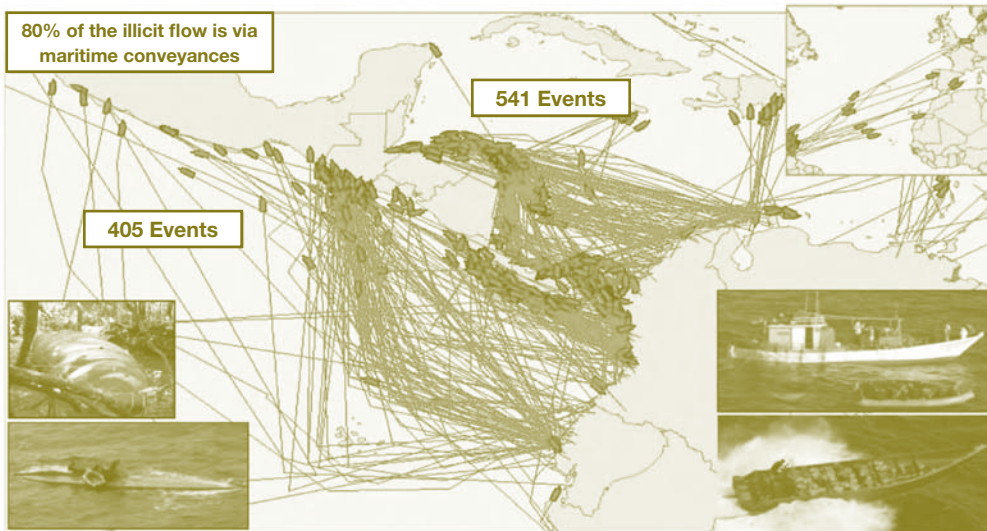 80% of the illicit flow is via
maritime conveyances
541 Events
405 Events